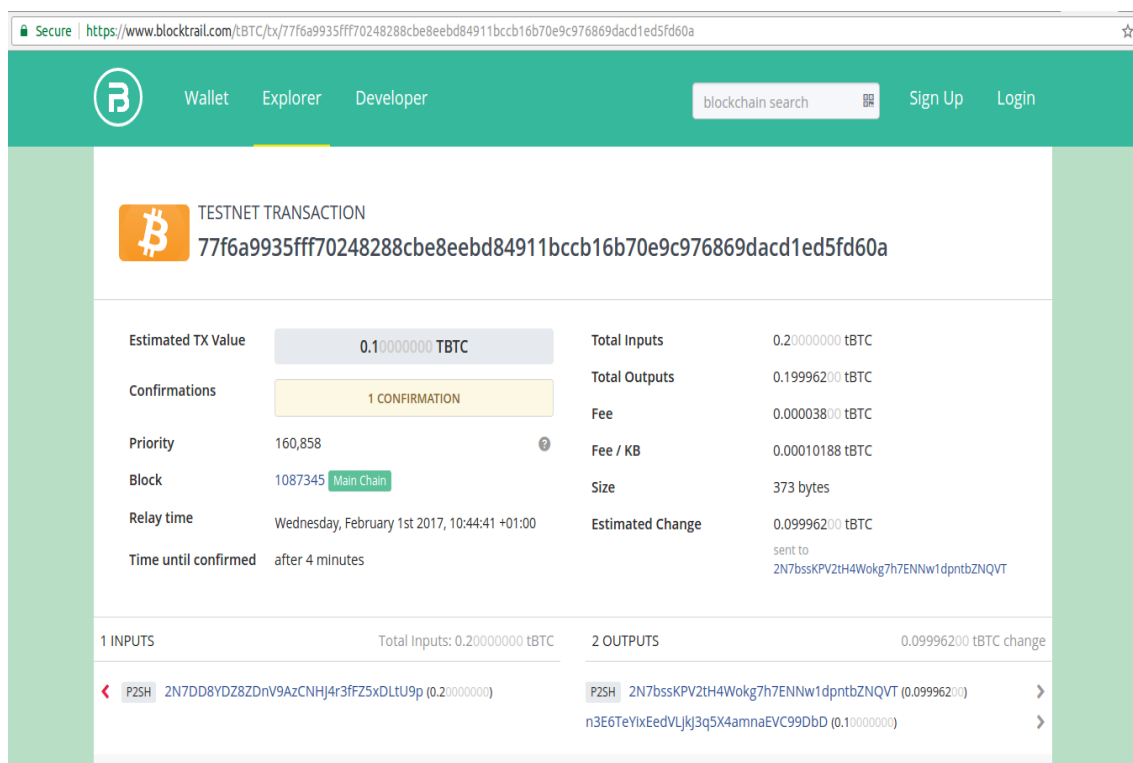 Secure | https://www.blocktrail.com/tBTC/tx/77f6a9935fff70248288cbe8eebd84911bccb16b70e9c976869dacd1ed5fd60a
Wallet Explorer Developer blockchain search Sign Up Login
TESTNET TRANSACTION
77f6a9935fff70248288cbe8eebd84911bccb16b70e9c976869dacd1ed5fd60a
Estimated TX Value 0.10000000 TBTC
Confirmations 1 CONFIRMATION
Priority 160,858 ?
Block 1087345 Main Chain
Relay time Wednesday, February 1st 2017, 10:44:41 +01:00
Time until confirmed after 4 minutes
Total Inputs 0.20000000 tBTC
Total Outputs 0.19996200 tBTC
Fee 0.00003800 tBTC
Fee / KB 0.00010188 tBTC
Size 373 bytes
Estimated Change 0.09996200 tBTC
sent to
2N7bssKPV2tH4Wokg7h7ENNw1dpntbZNQVT
1 INPUTS Total Inputs: 0.20000000 tBTC
P2SH 2N7DD8YDZ8ZDnV9AzCNHJ4r3fFZ5xDLtU9p (0.20000000)
2 OUTPUTS 0.09996200 tBTC change
P2SH 2N7bssKPV2tH4Wokg7h7ENNw1dpntbZNQVT (0.09996200)
n3E6TeYixEedVLjkJ3q5X4amnaEVC99DbD (0.10000000)